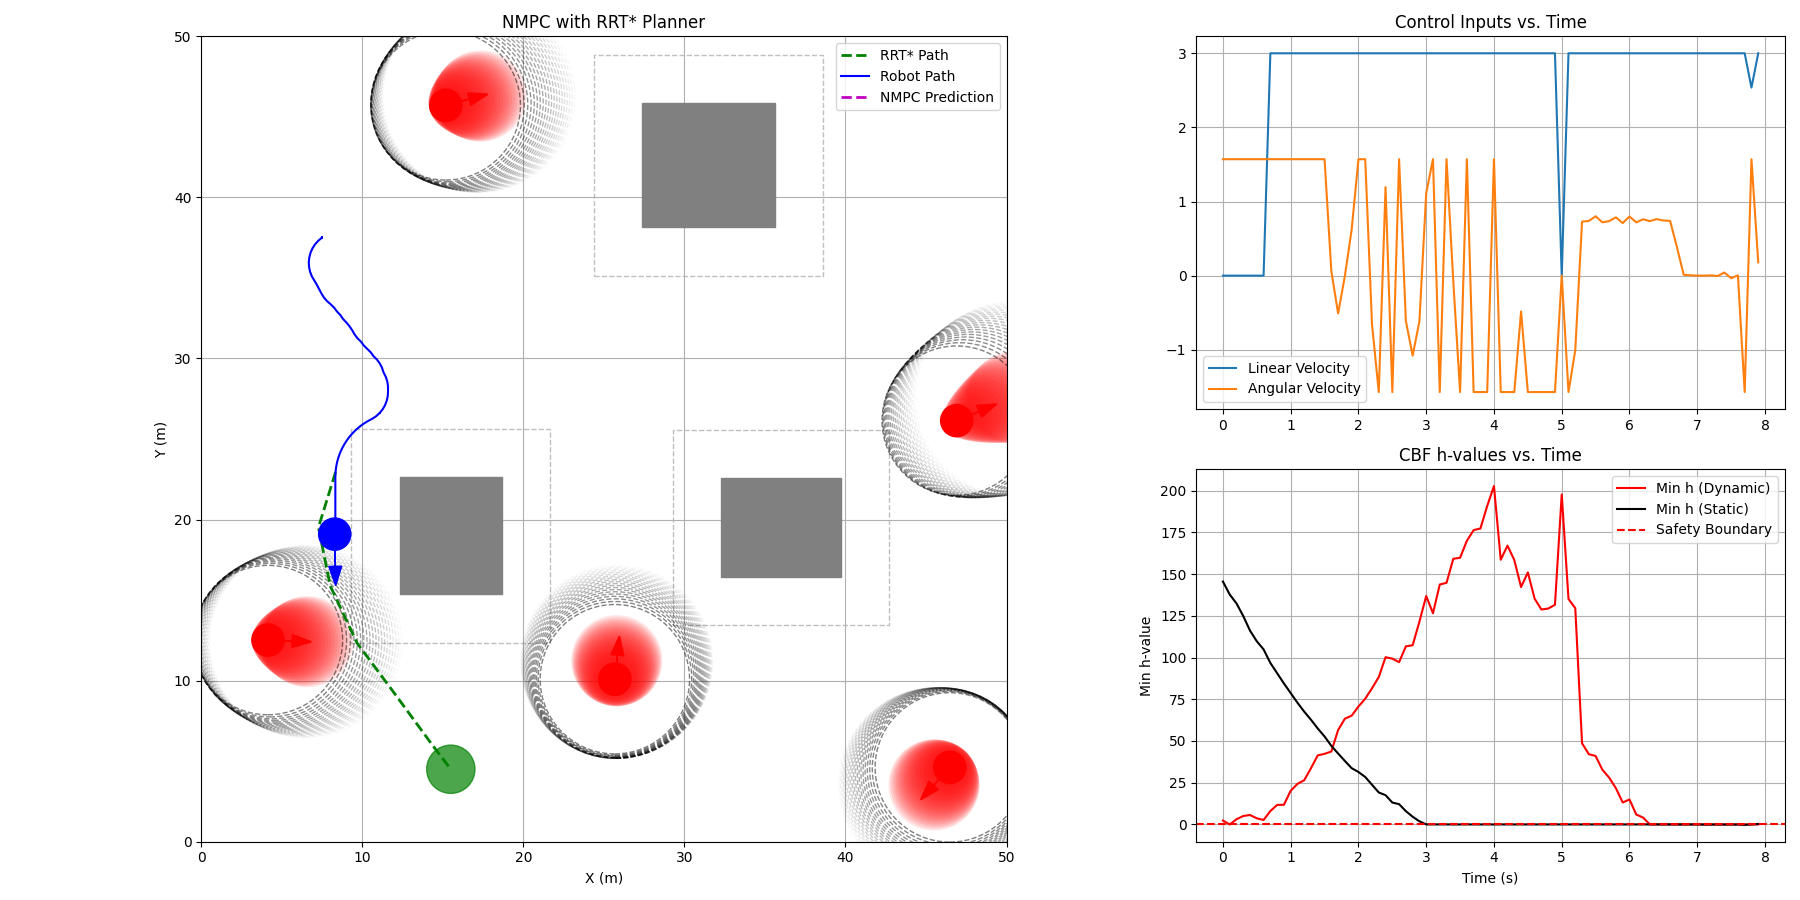 NMPC with RRT* Planner
50
40
30
20
10
0
0 10 20 30 40 50
Y (m)
X (m)
RRT* Path
Robot Path
NMPC Prediction
Control Inputs vs. Time
3
2
1
0
−1
0 1 2 3 4 5 6 7 8
Linear Velocity
Angular Velocity
CBF h-values vs. Time
200
175
150
125
100
75
50
25
0
0 1 2 3 4 5 6 7 8
Min h-value
Time (s)
Min h (Dynamic)
Min h (Static)
Safety Boundary